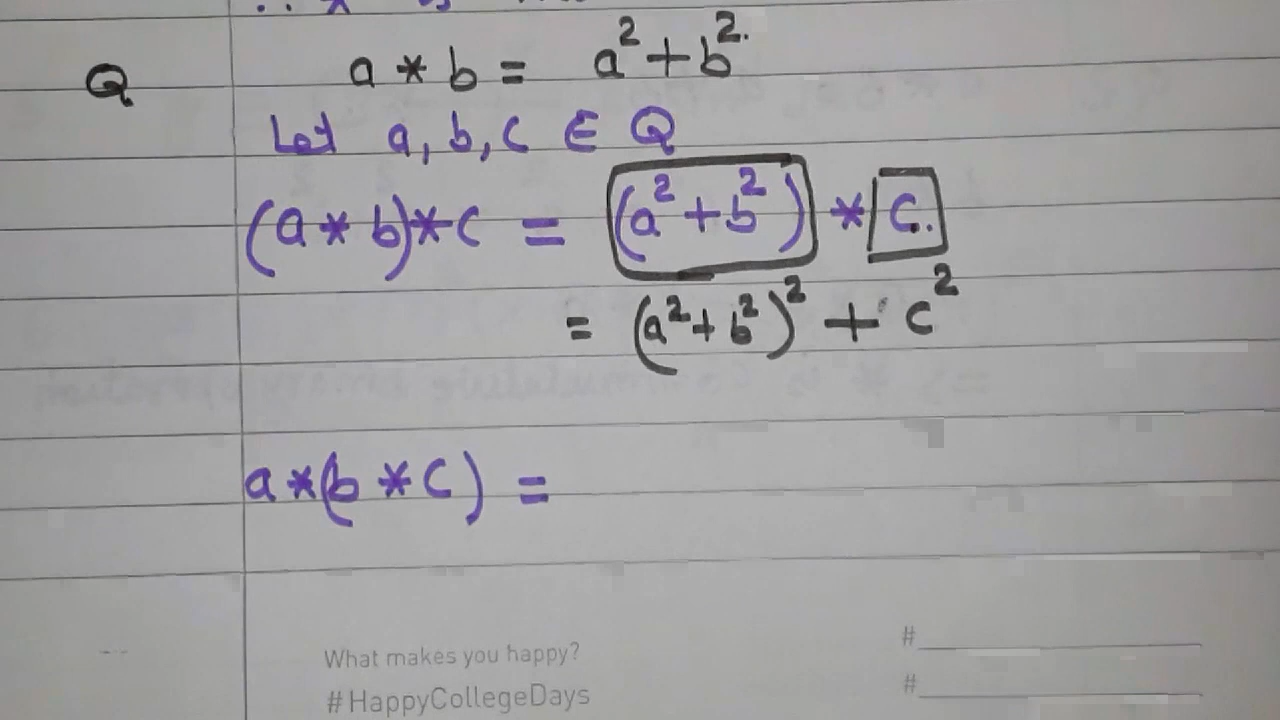 Q a * b = a² + b².
Let a, b, c ∈ Q
(a * b) * c = (a² + b²) * c.
= (a² + b²)² + c²
a * (b * c) =
What makes you happy? #
#HappyCollegeDays #